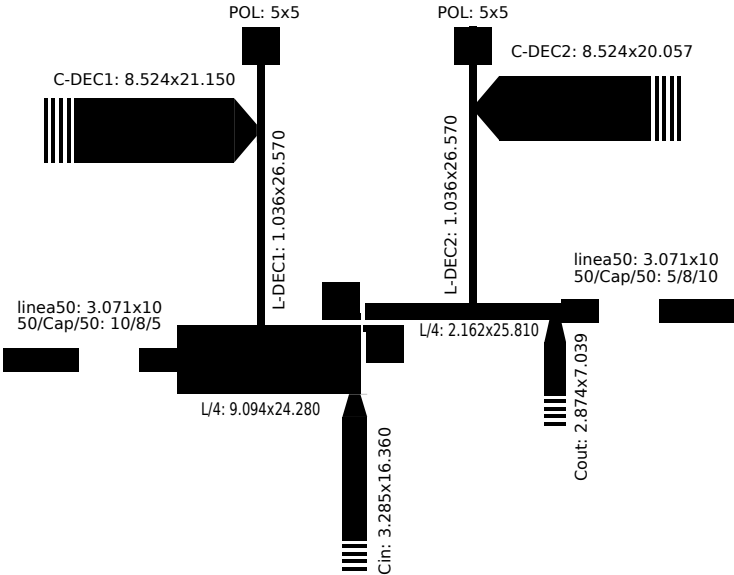 POL: 5x5
POL: 5x5
C-DEC1: 8.524x21.150
C-DEC2: 8.524x20.057
L-DEC1: 1.036x26.570
L-DEC2: 1.036x26.570
linea50: 3.071x10
50/Cap/50: 5/8/10
linea50: 3.071x10
50/Cap/50: 10/8/5
L/4: 2.162x25.810
L/4: 9.094x24.280
Cout: 2.874x7.039
Cin: 3.285x16.360